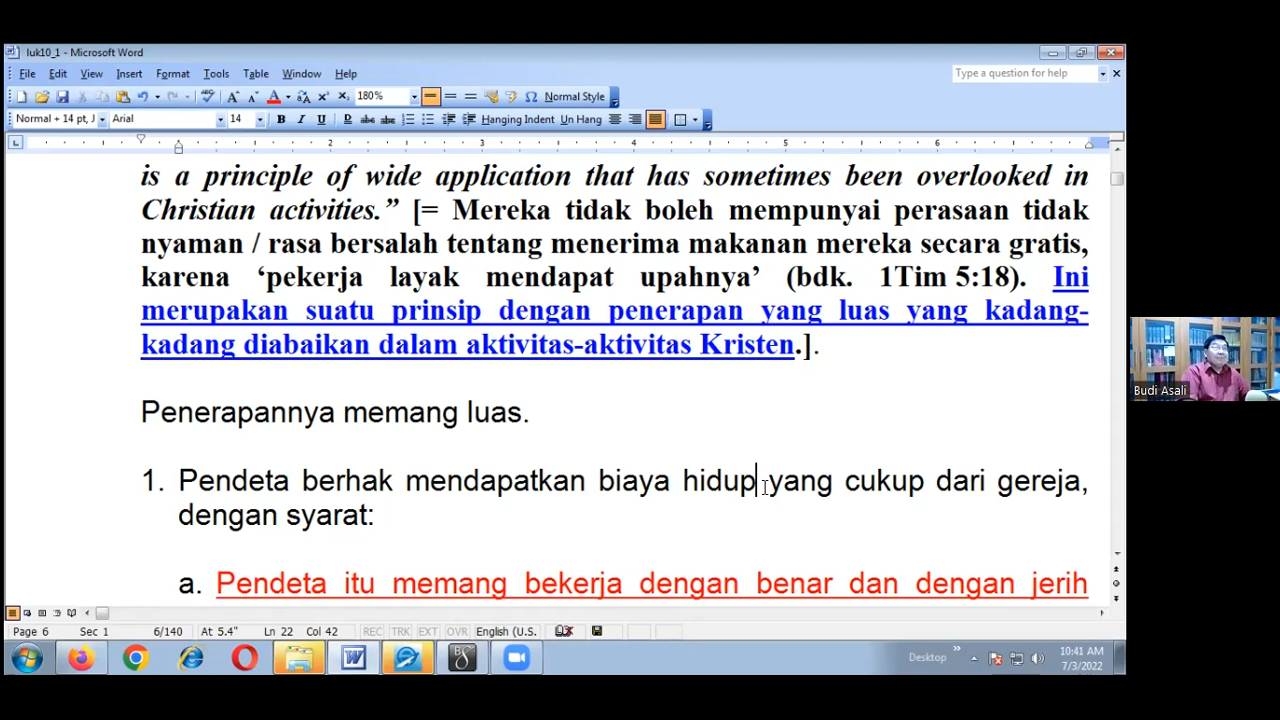 luk10_1 - Microsoft Word
File Edit View Insert Format Tools Table Window Help
Type a question for help
180% Normal Style
Normal + 14 pt, J Arial 14 B I U Hanging Indent Un Hang
2 3 4 5 6
is a principle of wide application that has sometimes been overlooked in
Christian activities.” [= Mereka tidak boleh mempunyai perasaan tidak
nyaman / rasa bersalah tentang menerima makanan mereka secara gratis,
karena ‘pekerja layak mendapat upahnya’ (bdk. 1Tim 5:18). Ini
merupakan suatu prinsip dengan penerapan yang luas yang kadang-
kadang diabaikan dalam aktivitas-aktivitas Kristen.].
Budi Asali
Penerapannya memang luas.
1. Pendeta berhak mendapatkan biaya hidup yang cukup dari gereja,
dengan syarat:
a. Pendeta itu memang bekerja dengan benar dan dengan jerih
Page 6 Sec 1 6/140 At 5.4" Ln 22 Col 42 REC TRK EXT OVR English (U.S.
Desktop 10:41 AM
7/3/2022